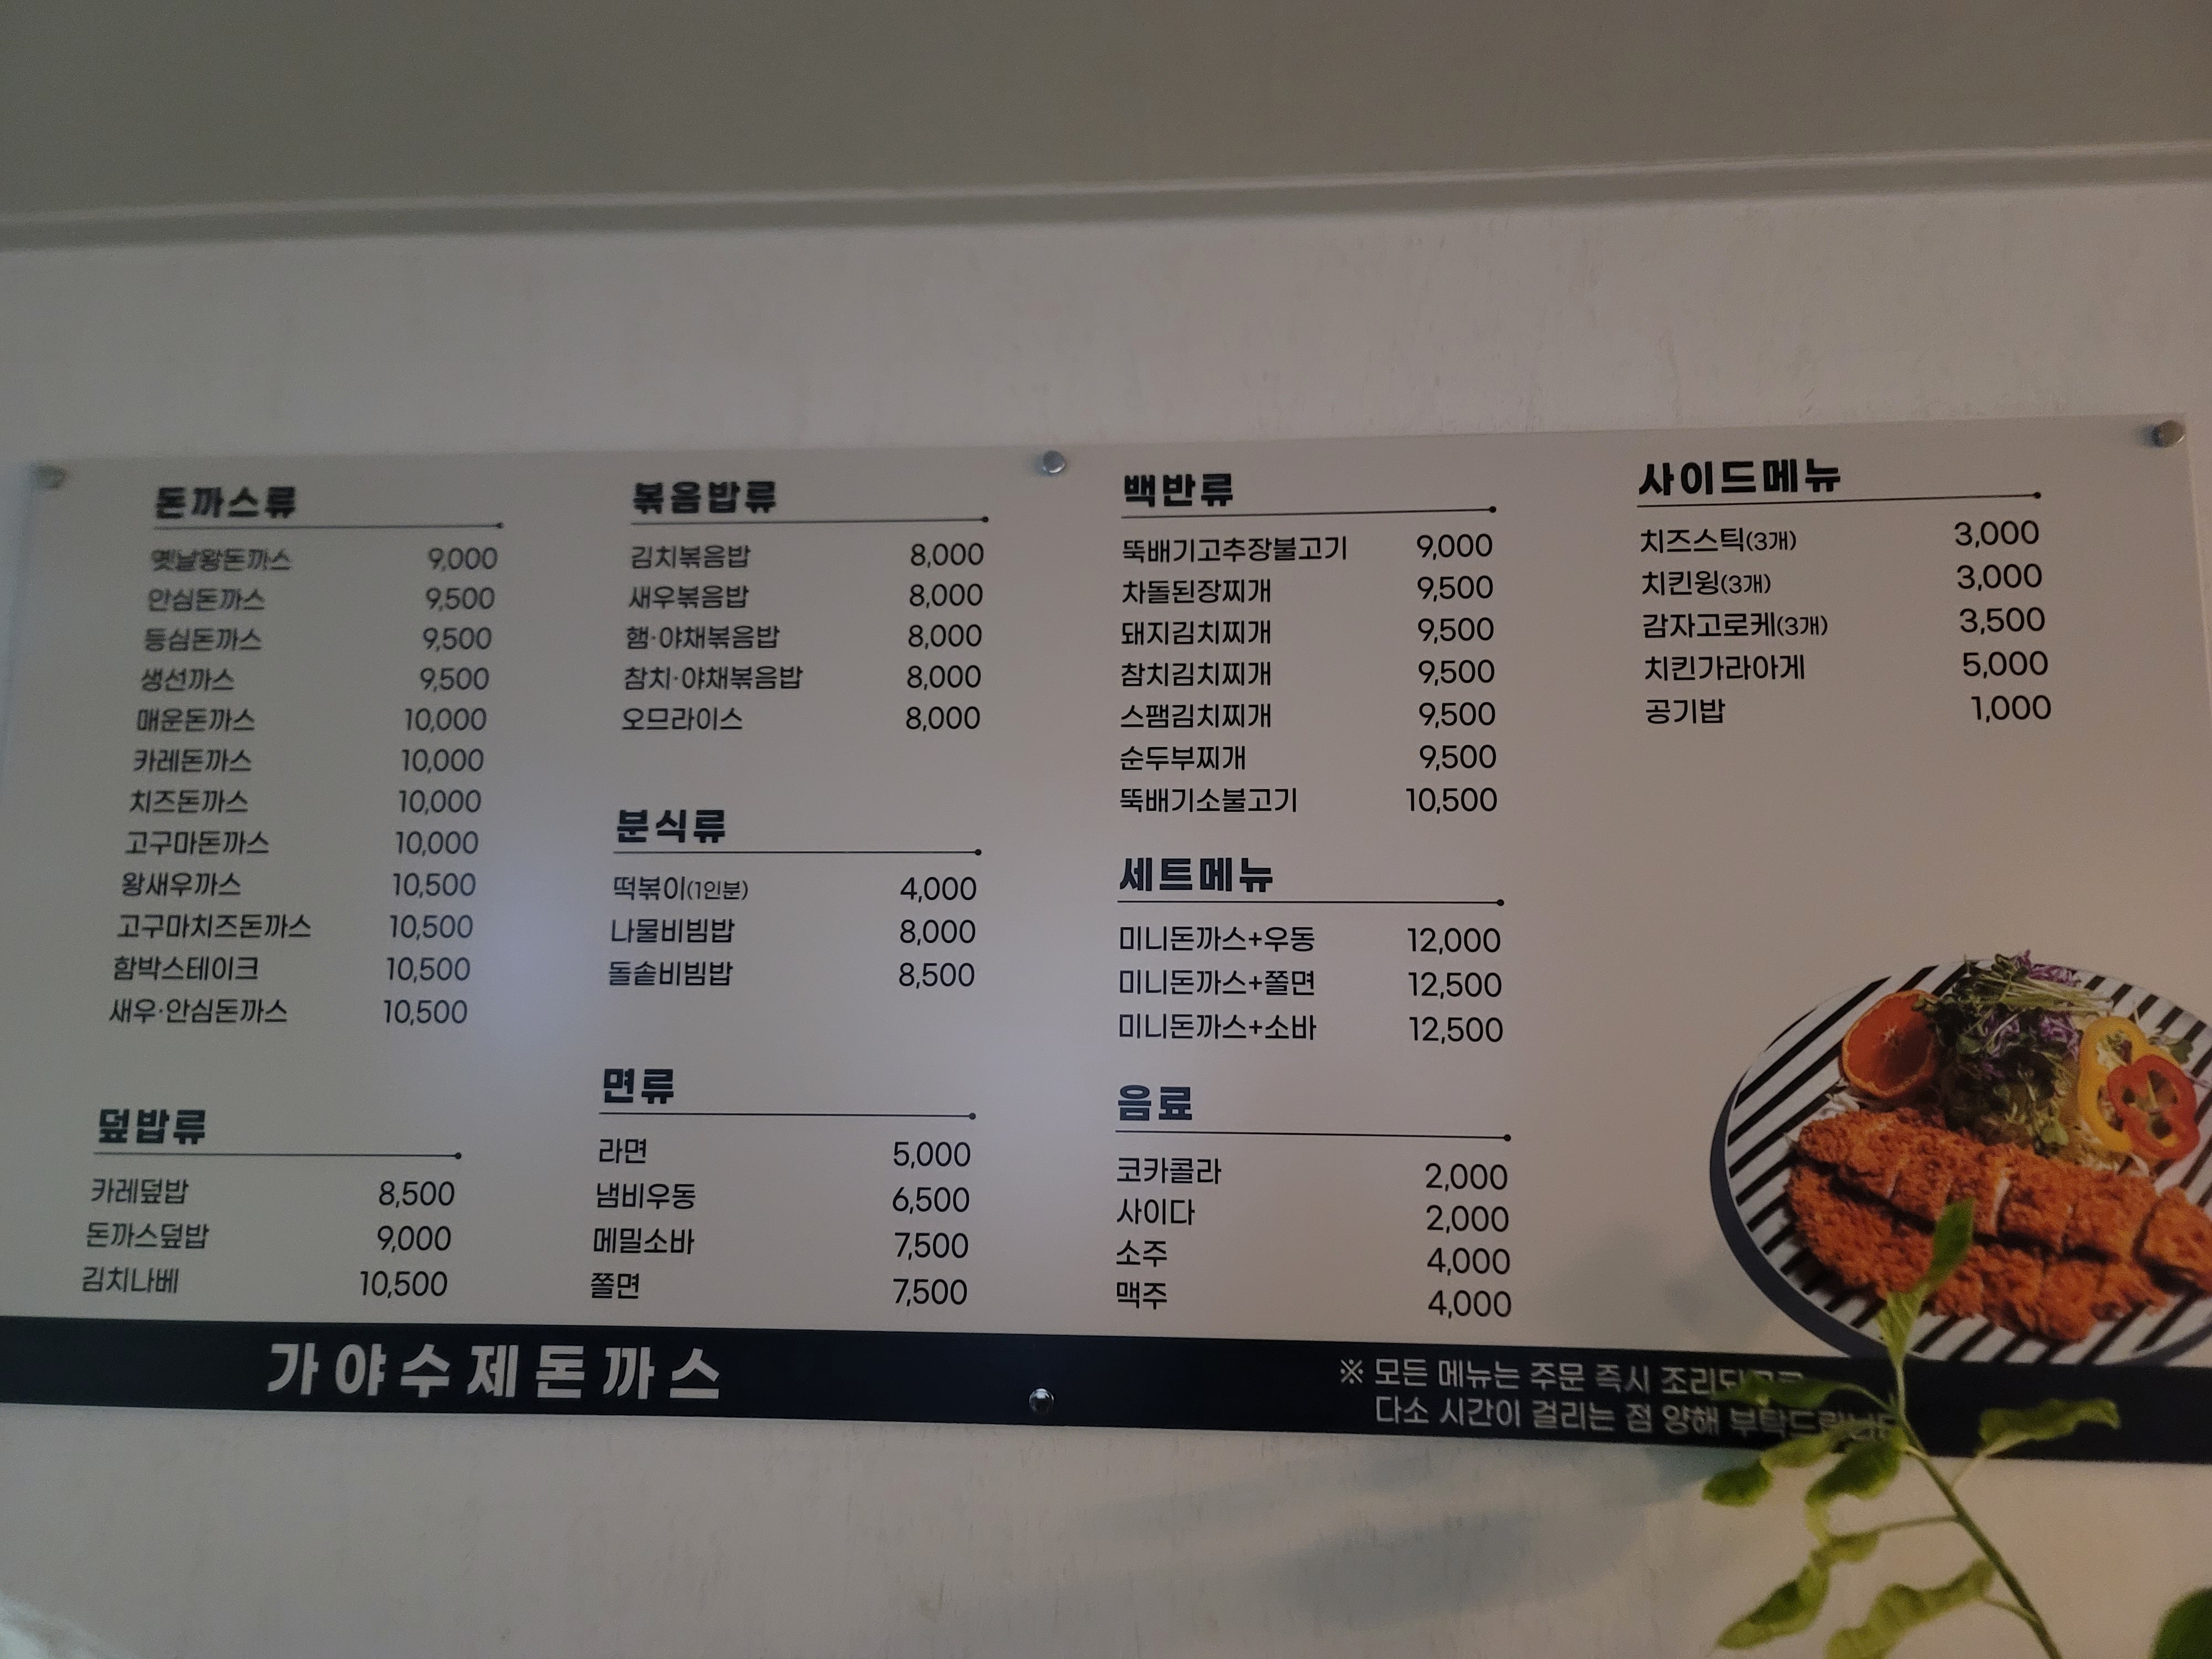 돈까스류
옛날왕돈까스 9,000
안심돈까스 9,500
등심돈까스 9,500
생선까스 9,500
매운돈까스 10,000
카레돈까스 10,000
치즈돈까스 10,000
고구마돈까스 10,000
왕새우까스 10,500
고구마치즈돈까스 10,500
함박스테이크 10,500
새우·안심돈까스 10,500
덮밥류
카레덮밥 8,500
돈까스덮밥 9,000
김치나베 10,500
볶음밥류
김치볶음밥 8,000
새우볶음밥 8,000
햄·야채볶음밥 8,000
참치·야채볶음밥 8,000
오므라이스 8,000
분식류
떡볶이(1인분) 4,000
나물비빔밥 8,000
돌솥비빔밥 8,500
면류
라면 5,000
냄비우동 6,500
메밀소바 7,500
쫄면 7,500
백반류
뚝배기고추장불고기 9,000
차돌된장찌개 9,500
돼지김치찌개 9,500
참치김치찌개 9,500
스팸김치찌개 9,500
순두부찌개 9,500
뚝배기소불고기 10,500
세트메뉴
미니돈까스+우동 12,000
미니돈까스+쫄면 12,500
미니돈까스+소바 12,500
음료
코카콜라 2,000
사이다 2,000
소주 4,000
맥주 4,000
사이드메뉴
치즈스틱(3개) 3,000
치킨윙(3개) 3,000
감자고로케(3개) 3,500
치킨가라아게 5,000
공기밥 1,000
가야수제돈까스
※ 모든 메뉴는 주문 즉시
다소 시간이 걸리는 점 양해